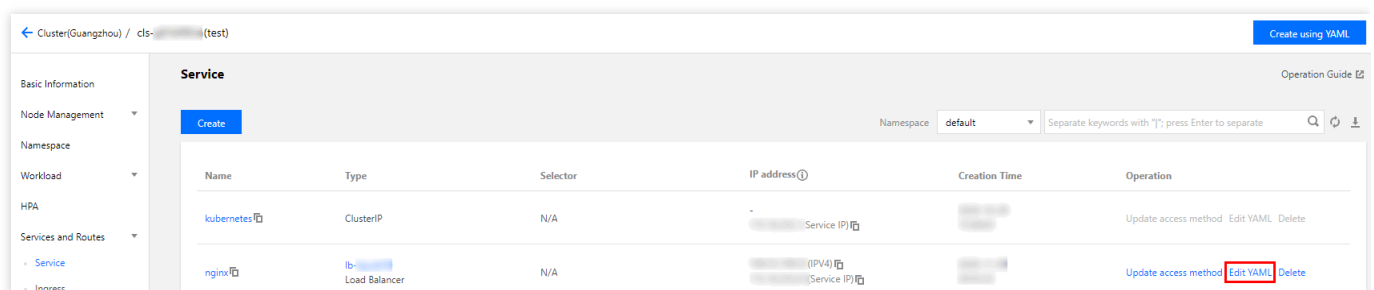 Cluster(Guangzhou) / cls- (test)
Create using YAML
Basic Information
Node Management
Namespace
Workload
HPA
Services and Routes
Service
Ingress
Service
Operation Guide
Create
Namespace default Separate keywords with "|"; press Enter to separate
Name Type Selector IP address Creation Time Operation
kubernetes ClusterIP N/A - Update access method Edit YAML Delete
Service IP)
nginx lb- N/A (IPV4) Update access method Edit YAML Delete
Load Balancer (Service IP)